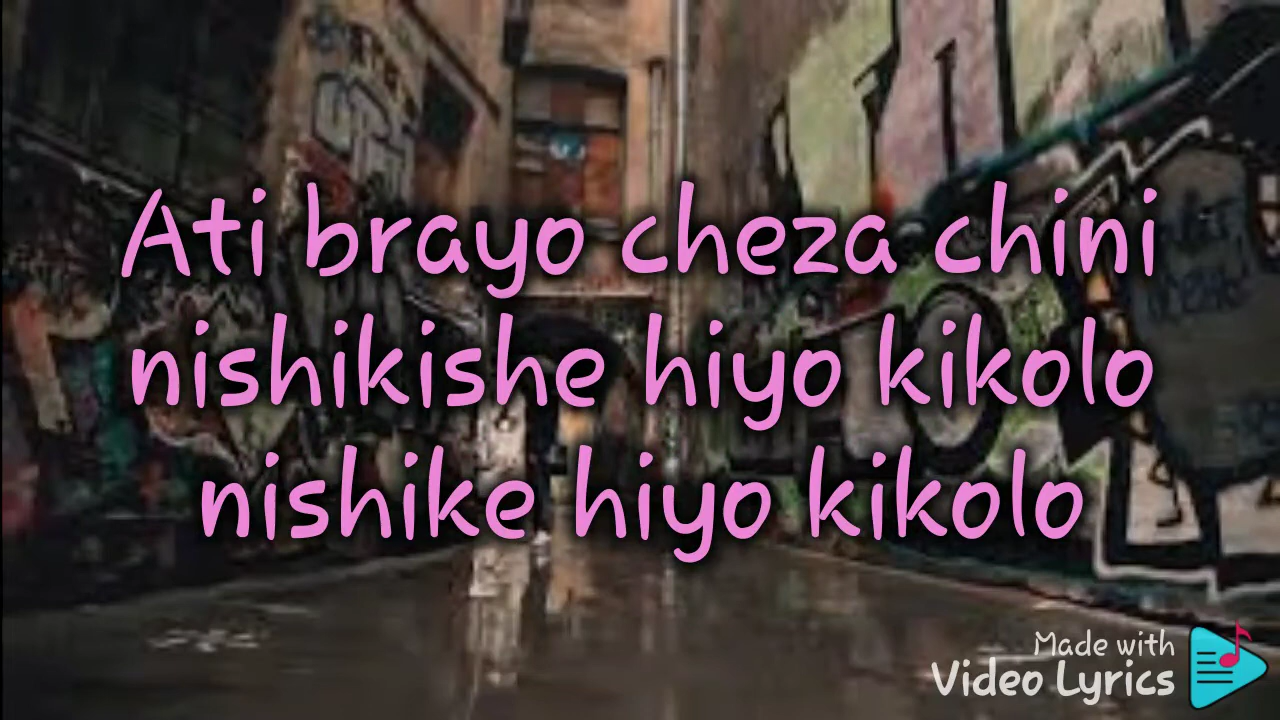 Ati brayo cheza chini
nishikishe hiyo kikolo
nishike hiyo kikolo
Made with
Video Lyrics